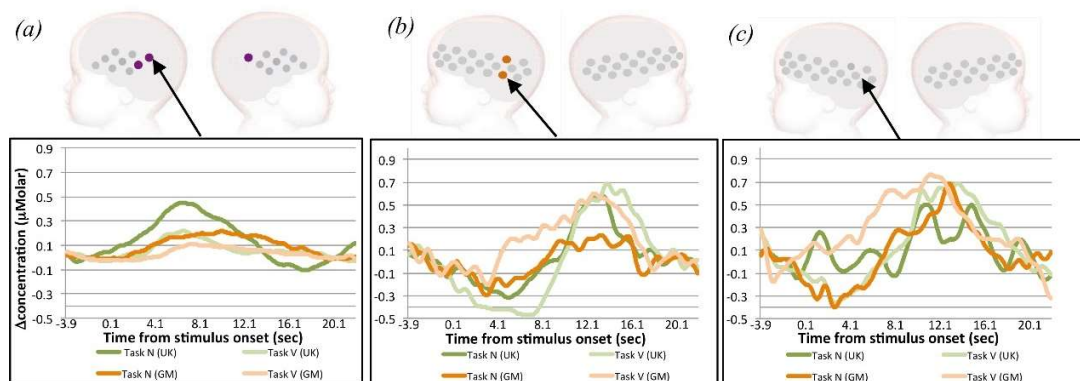 (a)
(b)
(c)
Δconcentration (μMolar)
0.9
0.7
0.5
0.3
0.1
-0.1
-0.3
-0.5
-3.9 0.1 4.1 8.1 12.1 16.1 20.1
Time from stimulus onset (sec)
Task N (UK) Task V (UK)
Task N (GM) Task V (GM)
0.9
0.7
0.5
0.3
0.1
-0.1
-0.3
-0.5
-3.9 0.1 4.1 8.1 12.1 16.1 20.1
Time from stimulus onset (sec)
Task N (UK) Task V (UK)
Task N (GM) Task V (GM)
0.9
0.7
0.5
0.3
0.1
-0.1
-0.3
-0.5
-3.9 0.1 4.1 8.1 12.1 16.1 20.1
Time from stimulus onset (sec)
Task N (UK) Task V (UK)
Task N (GM) Task V (GM)